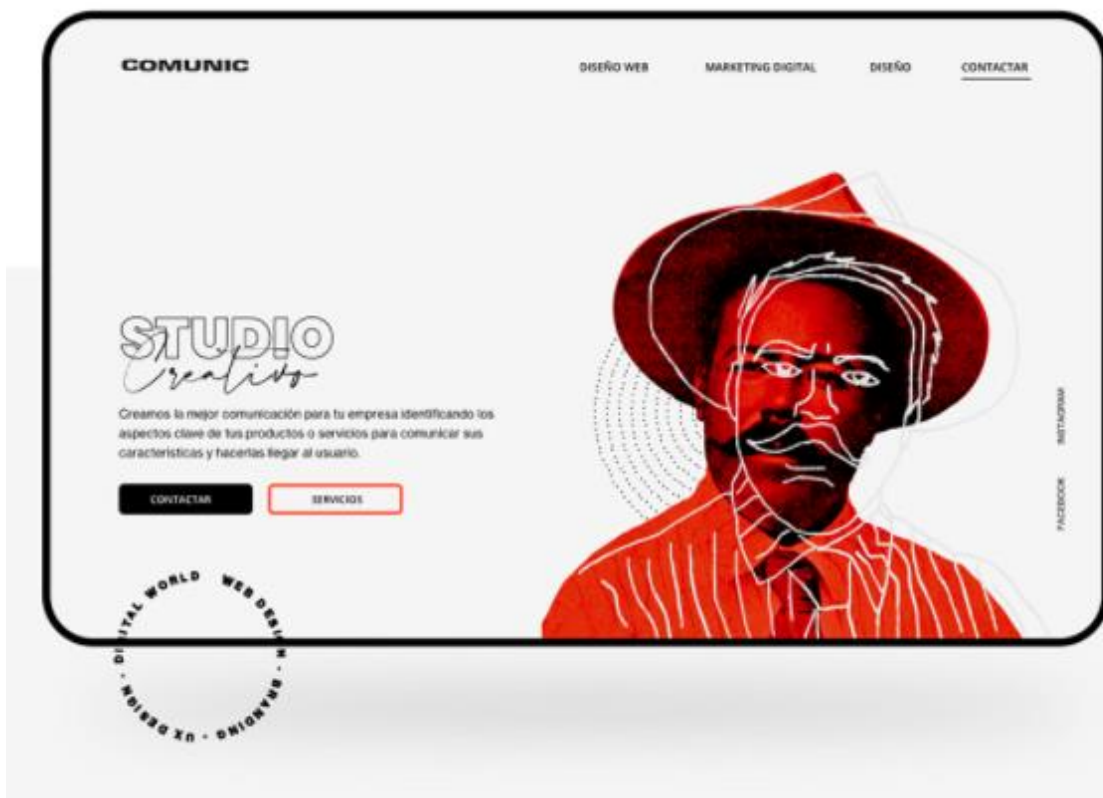 COMUNIC
DISEÑO WEB
MARKETING DIGITAL
DISEÑO
CONTACTAR
STUDIO
Creativo
Creamos la mejor comunicación para tu empresa identificando los
aspectos clave de tus productos o servicios para comunicar sus
características y hacerlas llegar al usuario.
CONTACTAR
SERVICIOS
INSTAGRAM
FACEBOOK
WEB DESIGN · BRANDING · UX DESIGN · DIGITAL WORLD